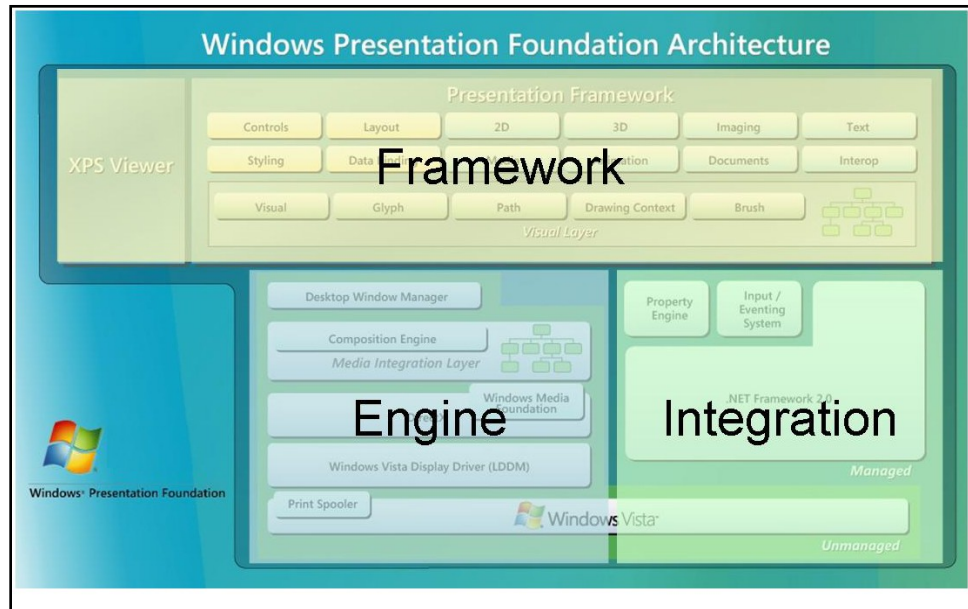 Windows Presentation Foundation Architecture
Presentation Framework
XPS Viewer
Controls
Layout
2D
3D
Imaging
Text
Styling
Data Binding
Documents
Interop
Framework
Visual
Glyph
Path
Drawing Context
Brush
Visual Layer
Desktop Window Manager
Composition Engine
Media Integration Layer
Windows Media
Foundation
Engine
Windows Vista Display Driver (LDDM)
Print Spooler
Windows Vista
Property
Engine
Input /
Eventing
System
.NET Framework 2.0
Integration
Managed
Unmanaged
Windows Presentation Foundation